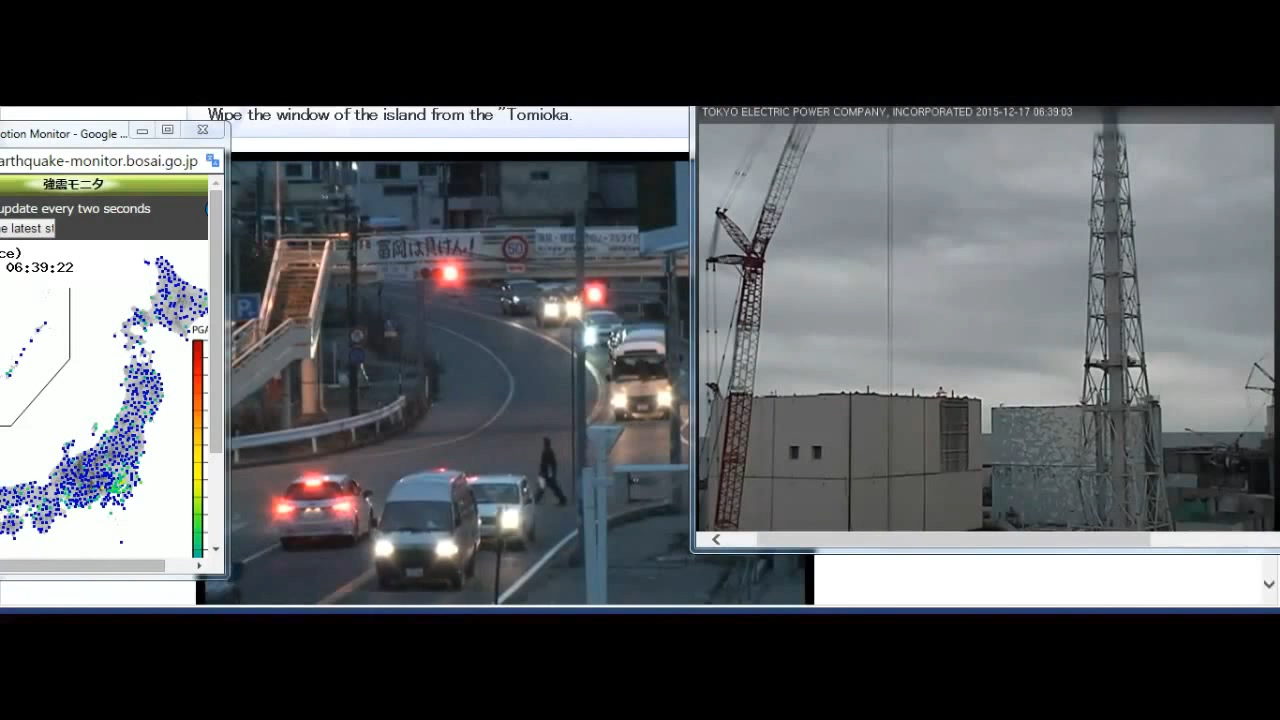 Wipe the window of the island from the "Tomioka.
otion Monitor - Google ...
arthquake-monitor.bosai.go.jp
強震モニタ
update every two seconds
e latest s
ce)
06:39:22
PGA
富岡は負けん!
50
P
TOKYO ELECTRIC POWER COMPANY, INCORPORATED 2015-12-17 06:39:03